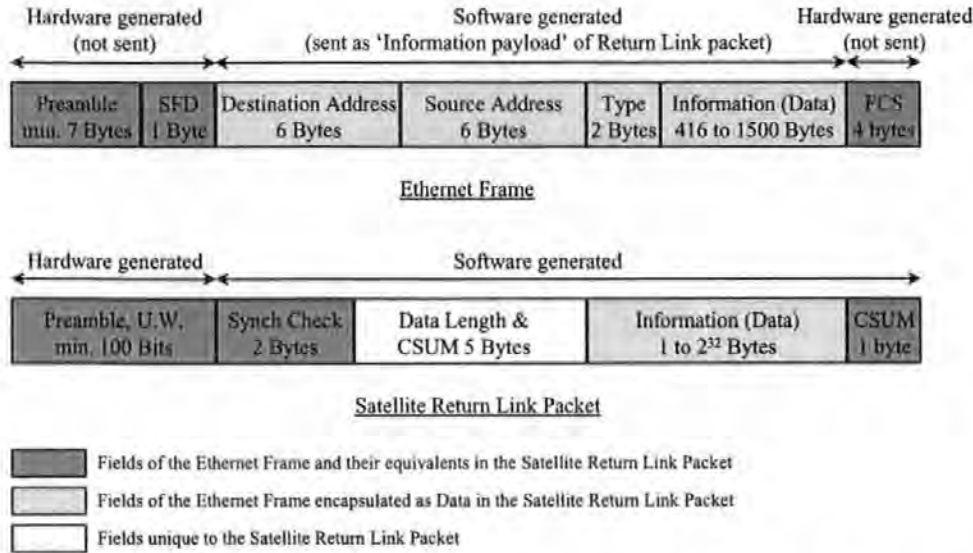 Hardware generated
(not sent)
Software generated
(sent as 'Information payload' of Return Link packet)
Hardware generated
(not sent)
Preamble
min. 7 Bytes
SFD
1 Byte
Destination Address
6 Bytes
Source Address
6 Bytes
Type
2 Bytes
Information (Data)
416 to 1500 Bytes
FCS
4 bytes
Ethernet Frame
Hardware generated
Software generated
Preamble, U.W.
min. 100 Bits
Synch Check
2 Bytes
Data Length &
CSUM 5 Bytes
Information (Data)
1 to 2³² Bytes
CSUM
1 byte
Satellite Return Link Packet
Fields of the Ethernet Frame and their equivalents in the Satellite Return Link Packet
Fields of the Ethernet Frame encapsulated as Data in the Satellite Return Link Packet
Fields unique to the Satellite Return Link Packet